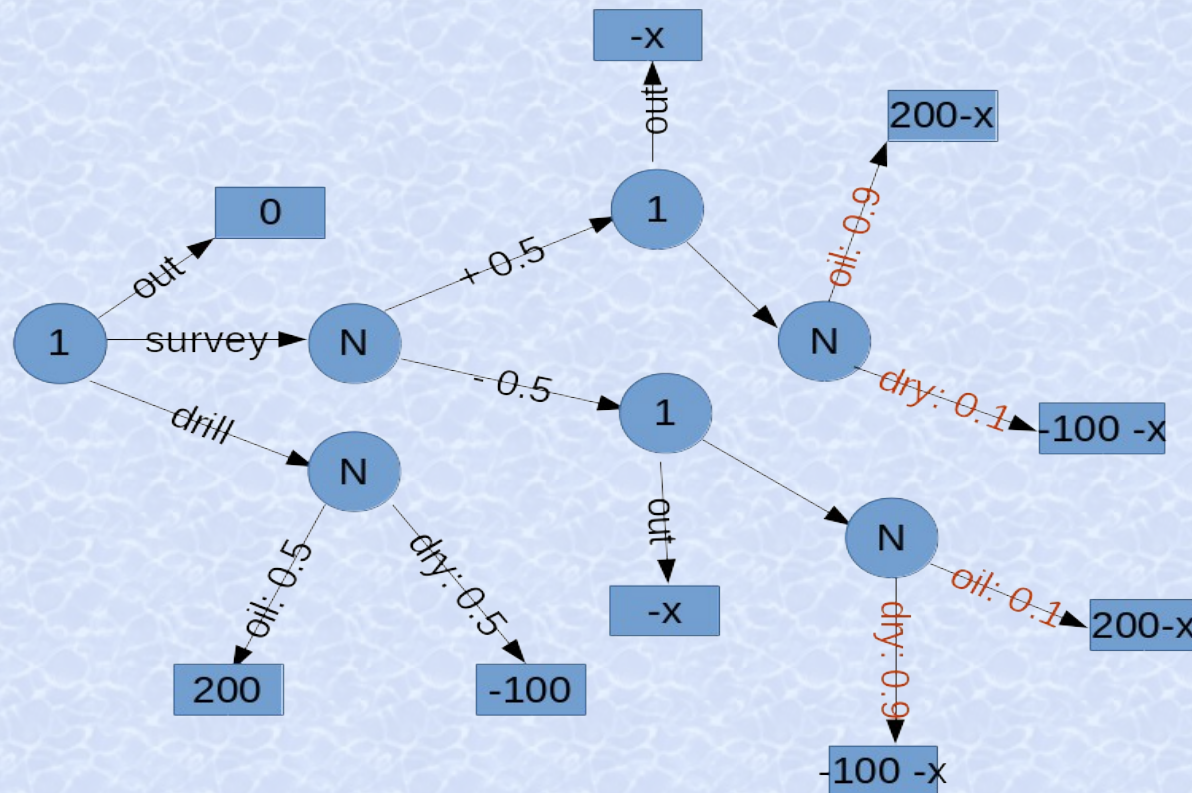 -x
out
200-x
oil: 0.9
0
out
+ 0.5
1
1
survey
N
N
dry: 0.1
-100 -x
- 0.5
1
drill
N
out
N
oil: 0.1
200-x
oil: 0.5
dry: 0.5
-x
dry: 0.9
200
-100
-100 -x